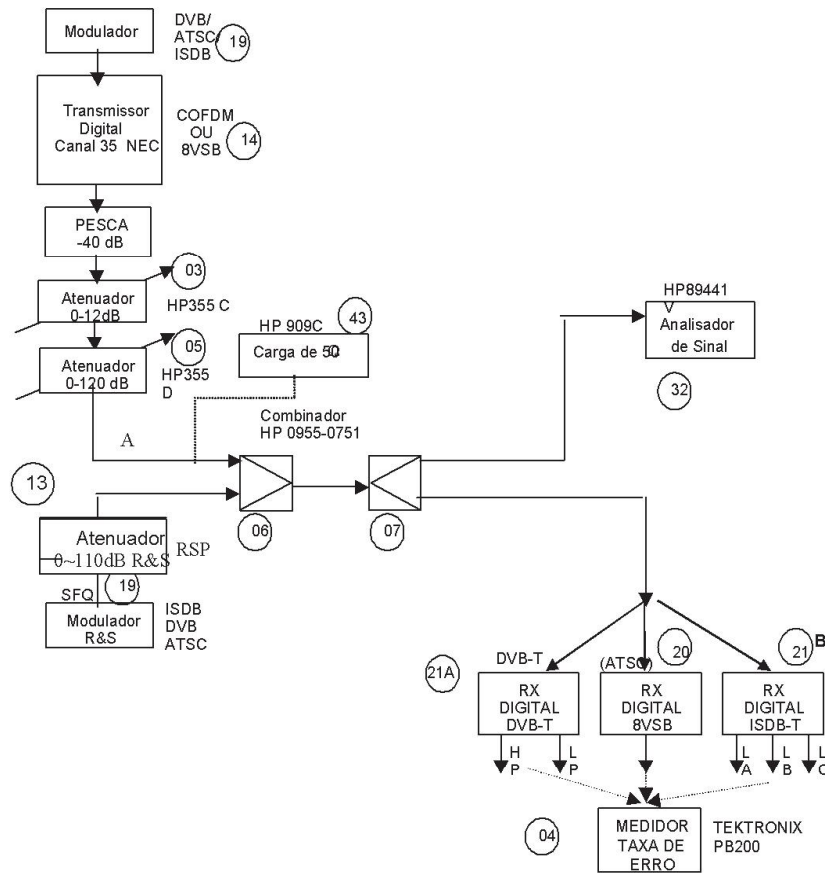 Modulador
DVB/
ATSC/
ISDB
19
Transmissor
Digital
Canal 35 NEC
COFDM
OU
8VSB
14
PESCA
-40 dB
03
Atenuador
0-12dB
HP355 C
05
Atenuador
0-120 dB
HP355
D
HP 909C
43
Carga de 50
HP89441
V
Analisador
de Sinal
32
A
Combinador
HP 0955-0751
06
07
13
Atenuador
0~110dB R&S
RSP
19
SFQ
Modulador
R&S
ISDB
DVB
ATSC
21A
DVB-T
(ATSC)
20
21
B
RX
DIGITAL
DVB-T
RX
DIGITAL
8VSB
RX
DIGITAL
ISDB-T
H
P
L
P
L
A
L
B
L
C
04
MEDIDOR
TAXA DE
ERRO
TEKTRONIX
PB200